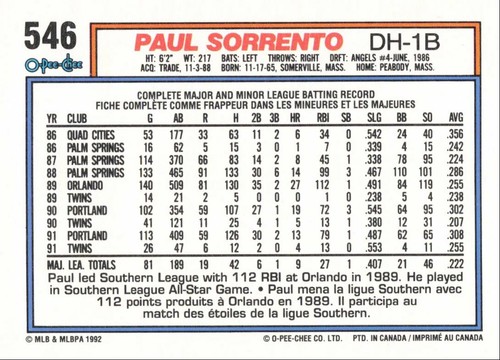 546 PAUL SORRENTO DH-1B
O-Pee-Chee
HT: 6'2" WT: 217 BATS: LEFT THROWS: RIGHT DRFT: ANGELS #4-JUNE, 1986
ACQ: TRADE, 11-3-88 BORN: 11-17-65, SOMERVILLE, MASS. HOME: PEABODY, MASS.
COMPLETE MAJOR AND MINOR LEAGUE BATTING RECORD
FICHE COMPLÈTE COMME FRAPPEUR DANS LES MINEURES ET LES MAJEURES
YR CLUB G AB R H 2B 3B HR RBI SB SLG BB SO AVG
86 QUAD CITIES 53 177 33 63 11 2 6 34 0 .542 24 40 .356
86 PALM SPRINGS 16 62 5 15 3 0 1 7 0 .339 4 15 .242
87 PALM SPRINGS 114 370 66 83 14 2 8 45 1 .338 78 95 .224
88 PALM SPRINGS 133 465 91 133 30 6 14 99 3 .467 110 101 .286
89 ORLANDO 140 509 81 130 35 2 27 112 1 .491 84 119 .255
89 TWINS 14 21 2 5 0 0 0 1 0 .238 5 4 .238
90 PORTLAND 102 354 59 107 27 1 19 72 3 .545 64 95 .302
90 TWINS 41 121 11 25 4 1 5 13 1 .380 12 31 .207
91 PORTLAND 113 409 59 126 30 2 13 79 1 .487 62 65 .308
91 TWINS 26 47 6 12 2 0 4 13 0 .553 4 11 .255
MAJ. LEA. TOTALS 81 189 19 42 6 1 9 27 1 .407 21 46 .222
Paul led Southern League with 112 RBI at Orlando in 1989. He played
in Southern League All-Star Game. • Paul mena la ligue Southern avec
112 points produits à Orlando en 1989. Il participa au
match des étoiles de la ligue Southern.
© MLB & MLBPA 1992 © O-PEE-CHEE CO. LTD. PTD. IN CANADA / IMPRIMÉ AU CANADA